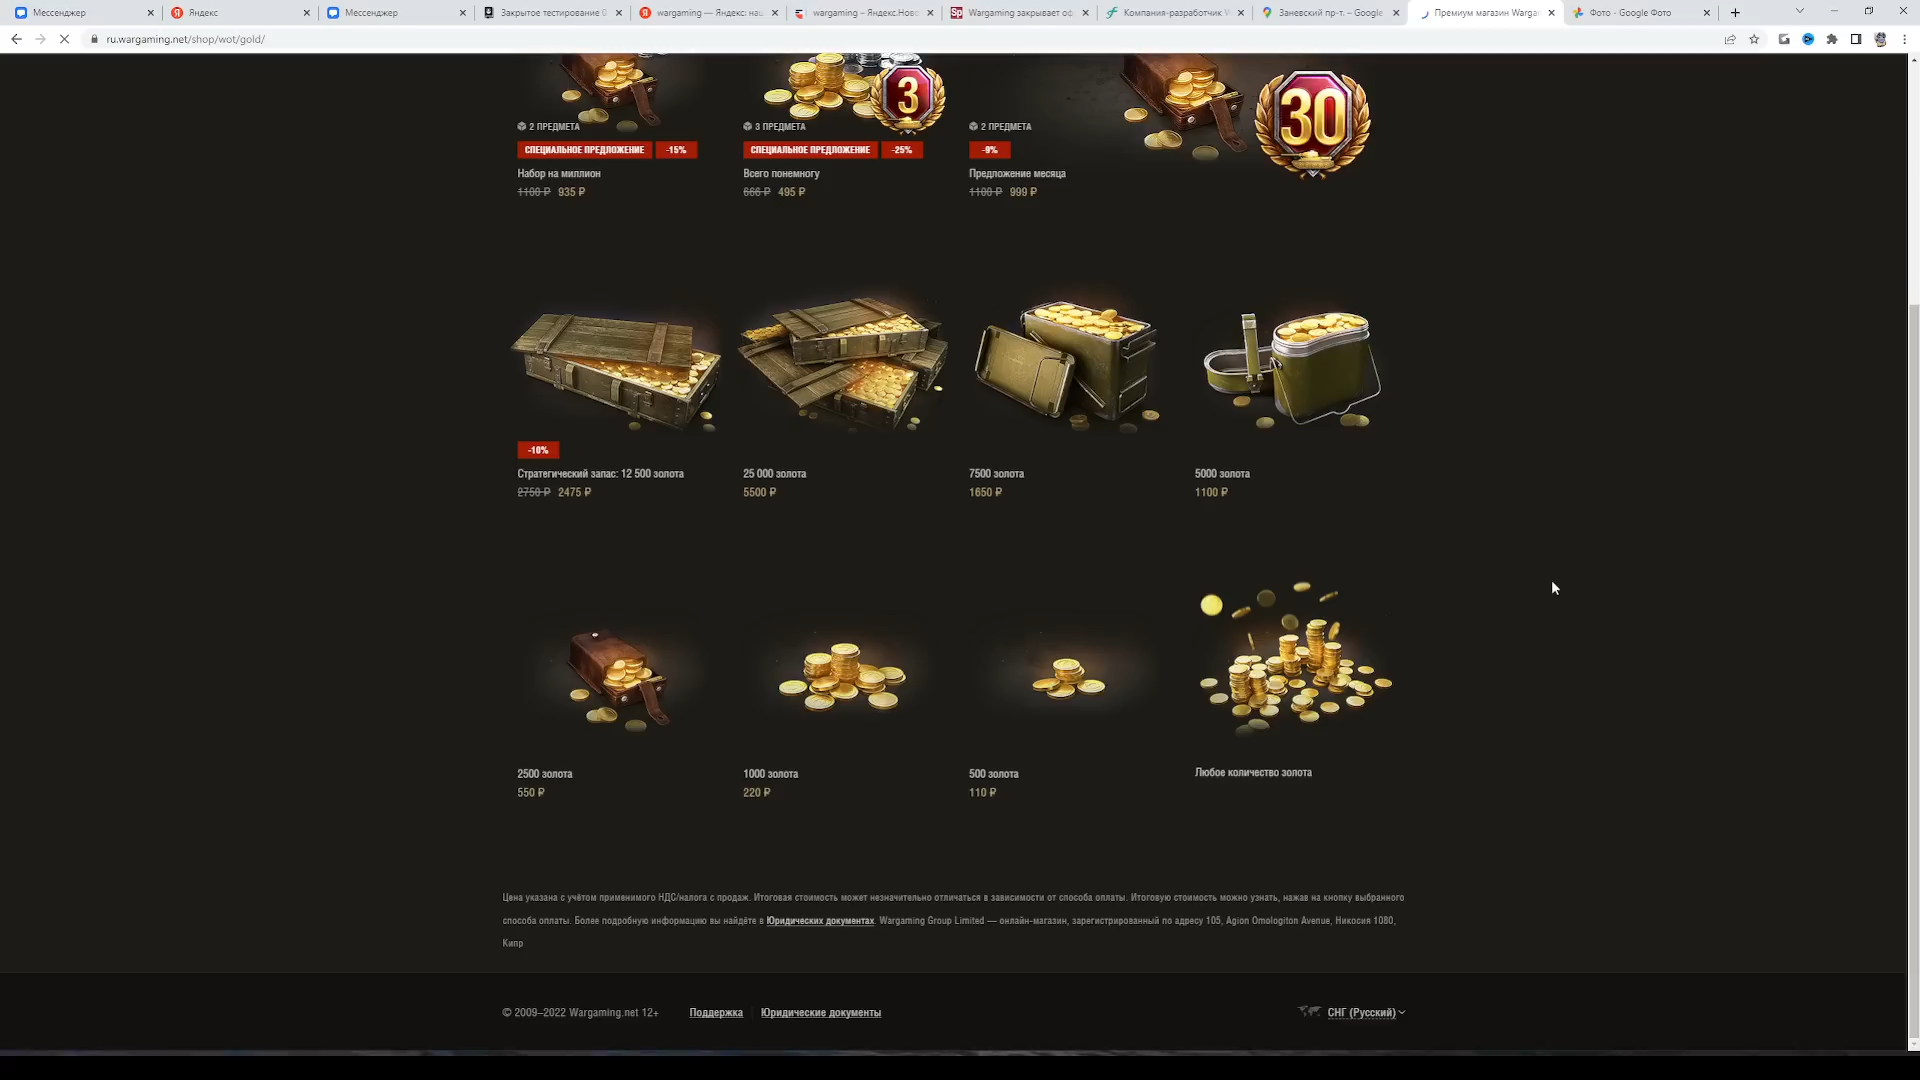 Мессенджер
Яндекс
Мессенджер
Закрытое тестирование
wargaming — Яндекс: наш
wargaming – Яндекс.Ново
Wargaming закрывает оф
Компания-разработчик W
Заневский пр-т. – Google
Премиум магазин Warga
Фото - Google Фото
ru.wargaming.net/shop/wot/gold/
3
30
2 ПРЕДМЕТА
3 ПРЕДМЕТА
2 ПРЕДМЕТА
СПЕЦИАЛЬНОЕ ПРЕДЛОЖЕНИЕ -15%
СПЕЦИАЛЬНОЕ ПРЕДЛОЖЕНИЕ -25%
-9%
Набор на миллион
Всего понемногу
Предложение месяца
1100 ₽ 935 ₽
666 ₽ 495 ₽
1100 ₽ 999 ₽
-10%
Стратегический запас: 12 500 золота
25 000 золота
7500 золота
5000 золота
2750 ₽ 2475 ₽
5500 ₽
1650 ₽
1100 ₽
2500 золота
1000 золота
500 золота
Любое количество золота
550 ₽
220 ₽
110 ₽
Цена указана с учётом применимого НДС/налога с продаж. Итоговая стоимость может незначительно отличаться в зависимости от способа оплаты. Итоговую стоимость можно узнать, нажав на кнопку выбранного
способа оплаты. Более подробную информацию вы найдёте в Юридических документах. Wargaming Group Limited — онлайн-магазин, зарегистрированный по адресу 105, Agion Omologiton Avenue, Никосия 1080,
Кипр
© 2009–2022 Wargaming.net 12+
Поддержка
Юридические документы
СНГ (Русский)